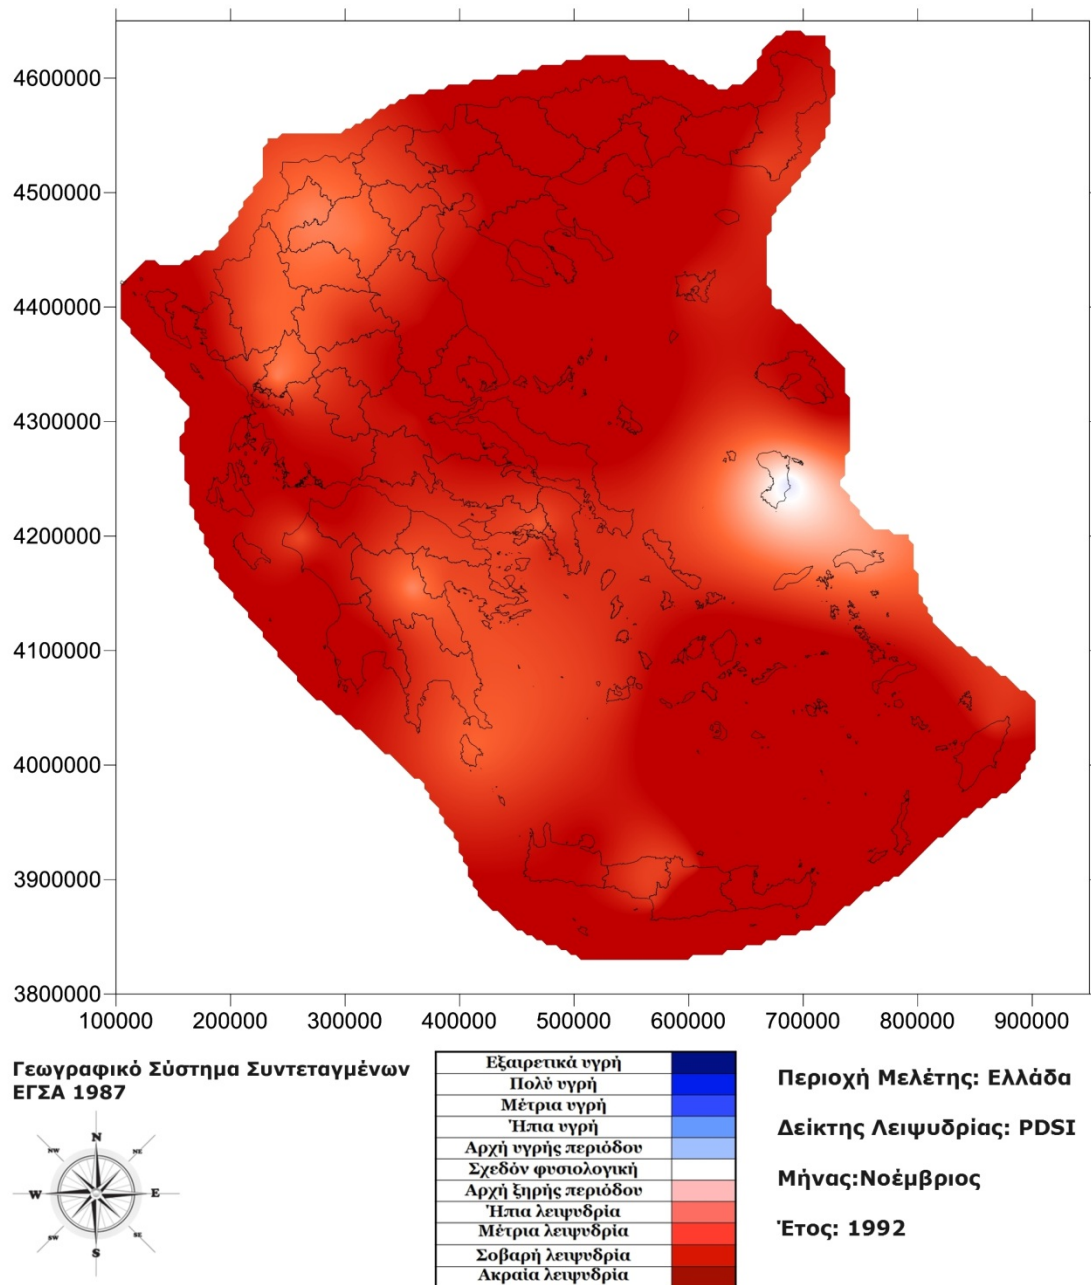 4600000
4500000
4400000
4300000
4200000
4100000
4000000
3900000
3800000
100000 200000 300000 400000 500000 600000 700000 800000 900000
Γεωγραφικό Σύστημα Συντεταγμένων
ΕΓΣΑ 1987
N
NW
NE
W
E
SW
SE
S
Εξαιρετικά υγρή
Πολύ υγρή
Μέτρια υγρή
Ήπια υγρή
Αρχή υγρής περιόδου
Σχεδόν φυσιολογική
Αρχή ξηρής περιόδου
Ήπια λειψυδρία
Μέτρια λειψυδρία
Σοβαρή λειψυδρία
Ακραία λειψυδρία
Περιοχή Μελέτης: Ελλάδα
Δείκτης Λειψυδρίας: PDSI
Μήνας:Νοέμβριος
Έτος: 1992